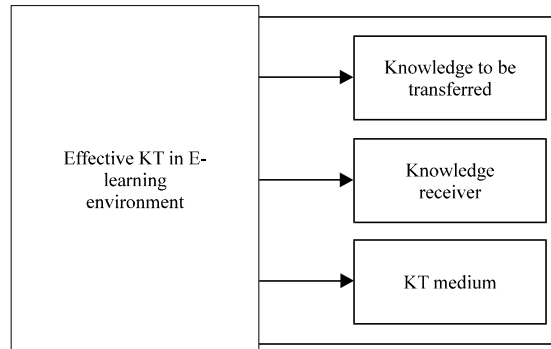 Effective KT in E-
learning
environment
Knowledge to be
transferred
Knowledge
receiver
KT medium